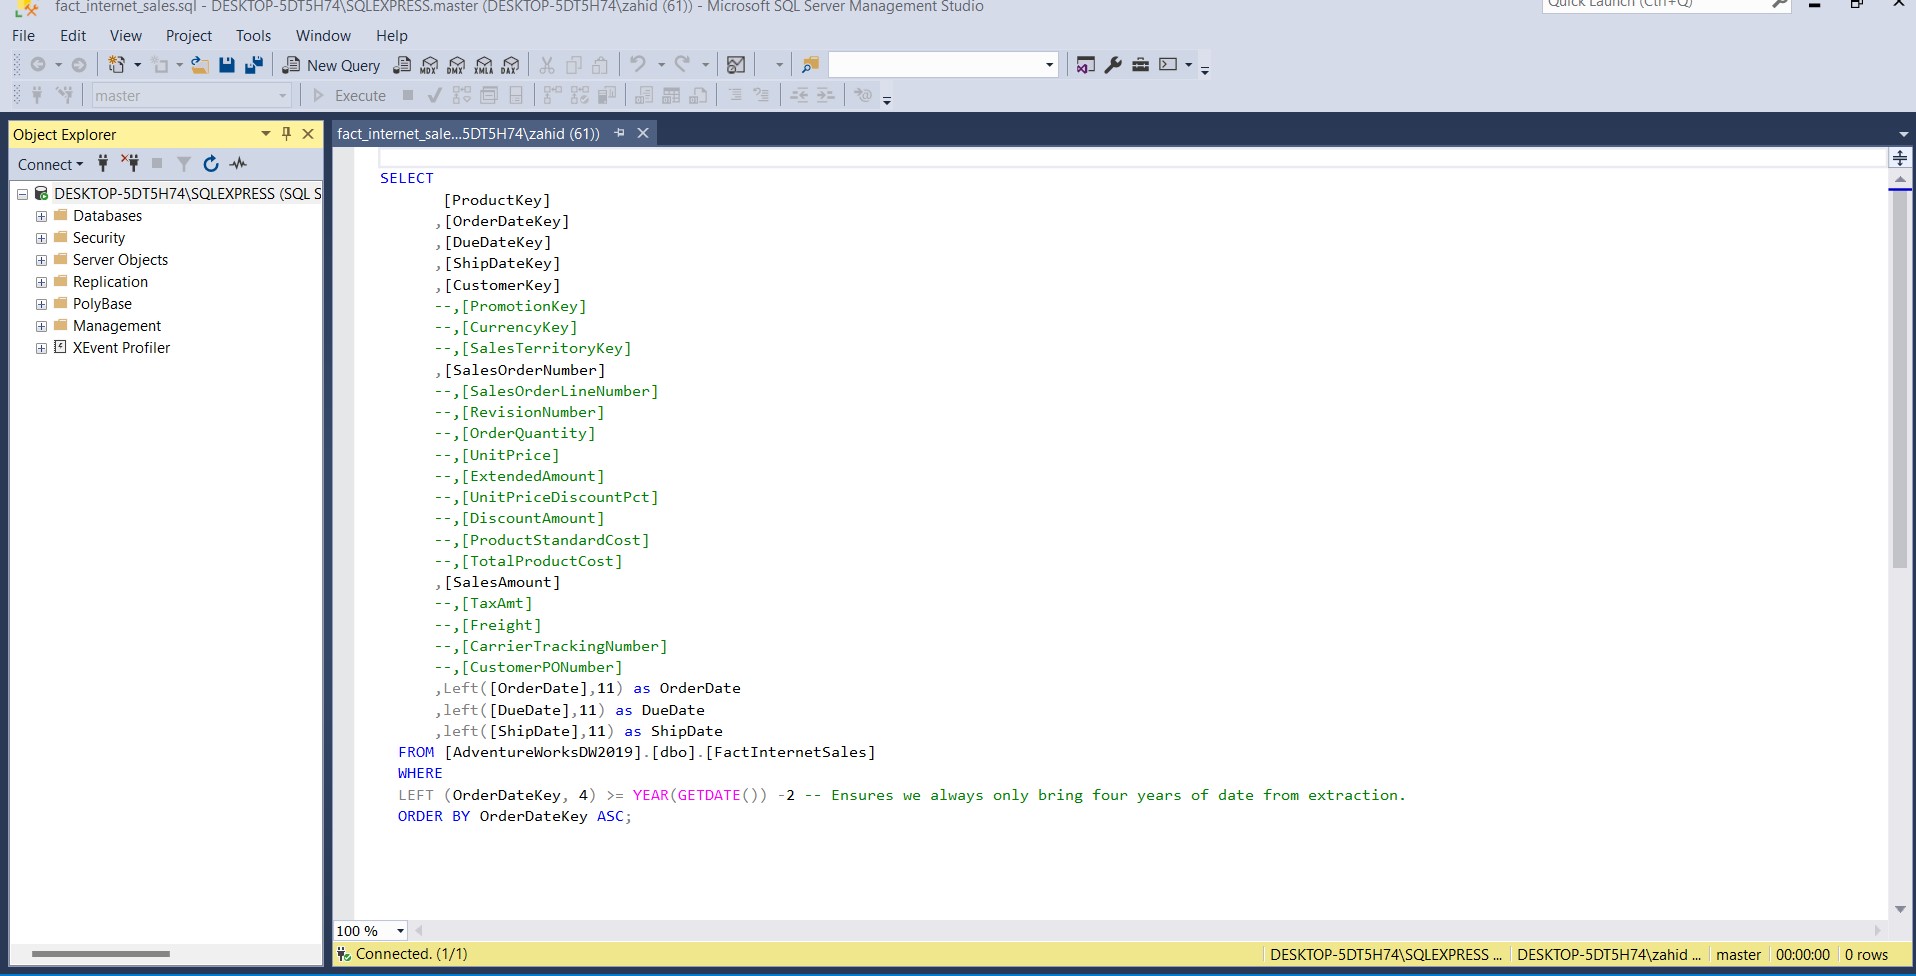 fact_internet_sales.sql - DESKTOP-5DT5H74\SQLEXPRESS.master (DESKTOP-5DT5H74\zahid (61)) - Microsoft SQL Server Management Studio
Quick Launch (Ctrl+Q)
File Edit View Project Tools Window Help
New Query MDX DMX XMLA DAX
master Execute
Object Explorer
fact_internet_sale...5DT5H74\zahid (61))
Connect
DESKTOP-5DT5H74\SQLEXPRESS (SQL S
Databases
Security
Server Objects
Replication
PolyBase
Management
XEvent Profiler
SELECT
[ProductKey]
,[OrderDateKey]
,[DueDateKey]
,[ShipDateKey]
,[CustomerKey]
--,[PromotionKey]
--,[CurrencyKey]
--,[SalesTerritoryKey]
,[SalesOrderNumber]
--,[SalesOrderLineNumber]
--,[RevisionNumber]
--,[OrderQuantity]
--,[UnitPrice]
--,[ExtendedAmount]
--,[UnitPriceDiscountPct]
--,[DiscountAmount]
--,[ProductStandardCost]
--,[TotalProductCost]
,[SalesAmount]
--,[TaxAmt]
--,[Freight]
--,[CarrierTrackingNumber]
--,[CustomerPONumber]
,Left([OrderDate],11) as OrderDate
,left([DueDate],11) as DueDate
,left([ShipDate],11) as ShipDate
FROM [AdventureWorksDW2019].[dbo].[FactInternetSales]
WHERE
LEFT (OrderDateKey, 4) >= YEAR(GETDATE()) -2 -- Ensures we always only bring four years of date from extraction.
ORDER BY OrderDateKey ASC;
100 %
Connected. (1/1)
DESKTOP-5DT5H74\SQLEXPRESS ... DESKTOP-5DT5H74\zahid ... master 00:00:00 0 rows